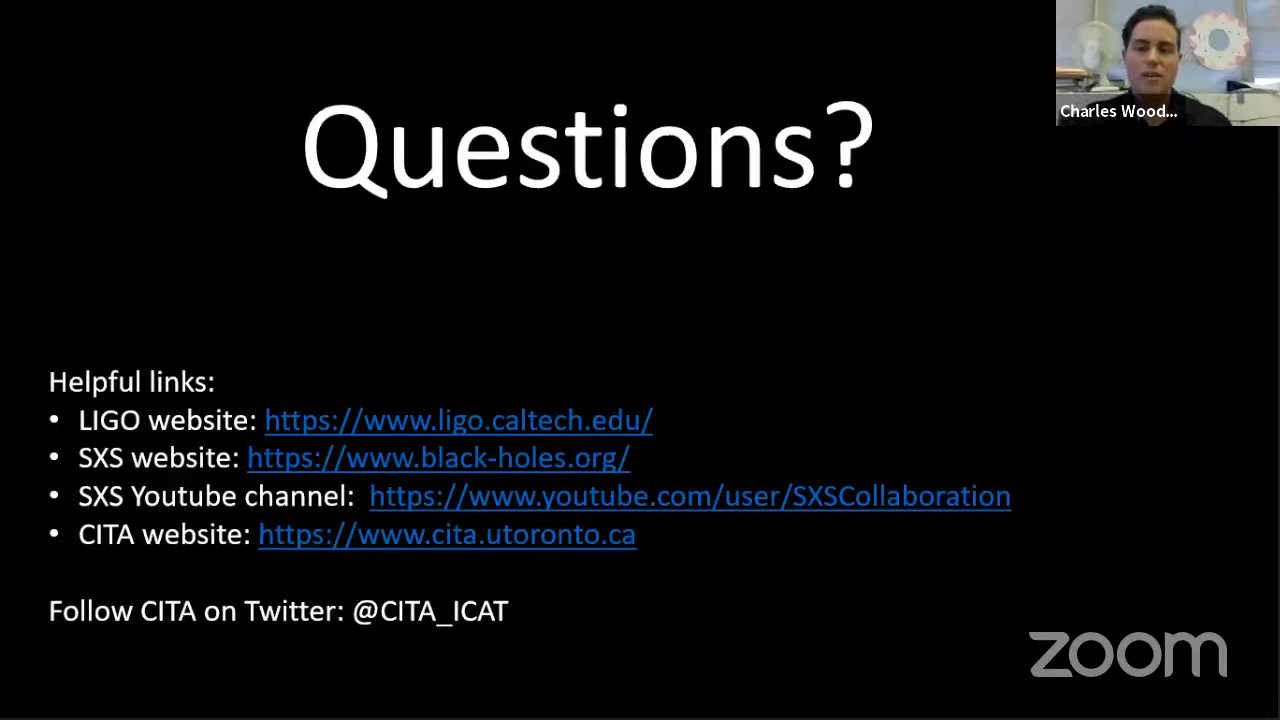 Questions?
Charles Wood...
Helpful links:
• LIGO website: https://www.ligo.caltech.edu/
• SXS website: https://www.black-holes.org/
• SXS Youtube channel: https://www.youtube.com/user/SXSCollaboration
• CITA website: https://www.cita.utoronto.ca
Follow CITA on Twitter: @CITA_ICAT
zoom